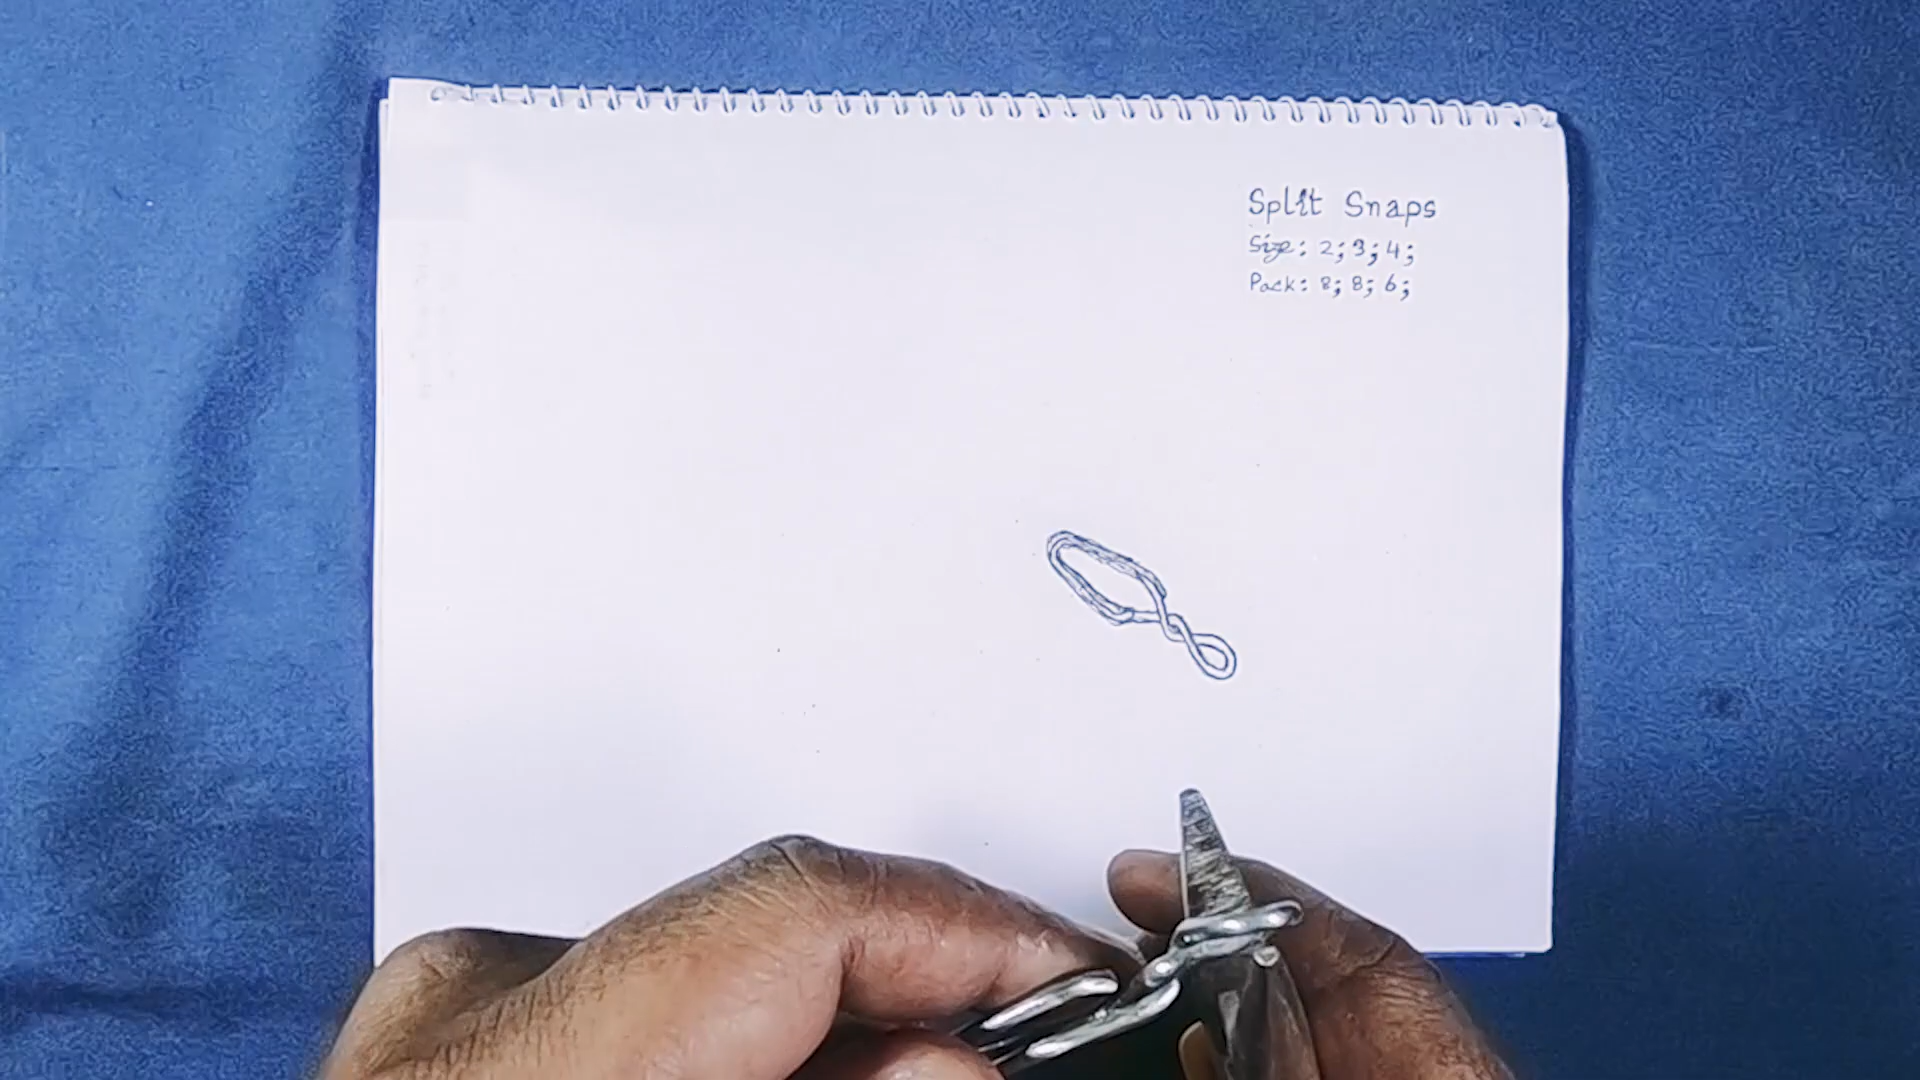 Split Snaps
Size: 2; 3; 4;
Pack: 8; 8; 6;